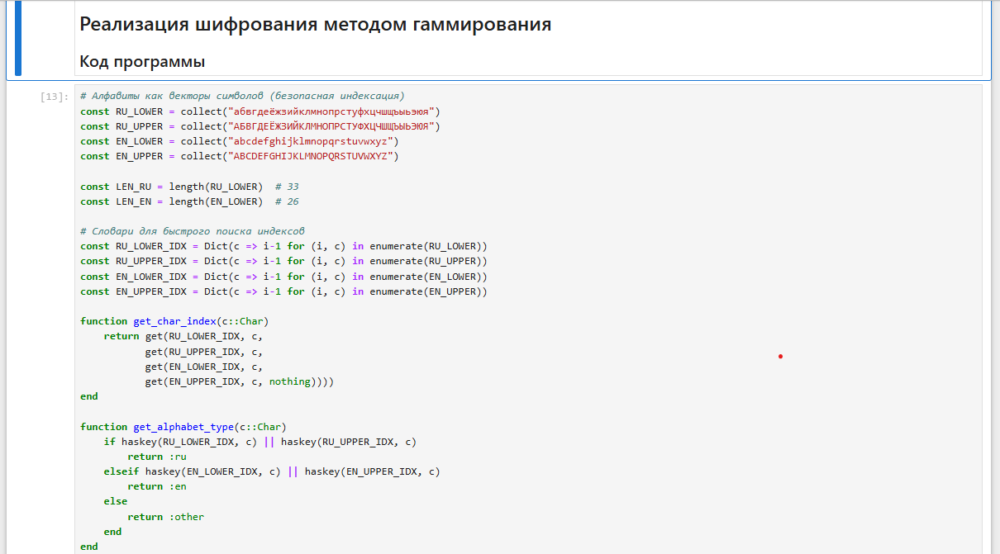 Реализация шифрования методом гаммирования
Код программы
[13]:
# Алфавиты как векторы символов (безопасная индексация)
const RU_LOWER = collect("абвгдеёжзийклмнопрстуфхцчшщъыьэюя")
const RU_UPPER = collect("АБВГДЕЁЖЗИЙКЛМНОПРСТУФХЦЧШЩЪЫЬЭЮЯ")
const EN_LOWER = collect("abcdefghijklmnopqrstuvwxyz")
const EN_UPPER = collect("ABCDEFGHIJKLMNOPQRSTUVWXYZ")
const LEN_RU = length(RU_LOWER)  # 33
const LEN_EN = length(EN_LOWER)  # 26
# Словари для быстрого поиска индексов
const RU_LOWER_IDX = Dict(c => i-1 for (i, c) in enumerate(RU_LOWER))
const RU_UPPER_IDX = Dict(c => i-1 for (i, c) in enumerate(RU_UPPER))
const EN_LOWER_IDX = Dict(c => i-1 for (i, c) in enumerate(EN_LOWER))
const EN_UPPER_IDX = Dict(c => i-1 for (i, c) in enumerate(EN_UPPER))
function get_char_index(c::Char)
    return get(RU_LOWER_IDX, c,
           get(RU_UPPER_IDX, c,
           get(EN_LOWER_IDX, c,
           get(EN_UPPER_IDX, c, nothing))))
end
function get_alphabet_type(c::Char)
    if haskey(RU_LOWER_IDX, c) || haskey(RU_UPPER_IDX, c)
        return :ru
    elseif haskey(EN_LOWER_IDX, c) || haskey(EN_UPPER_IDX, c)
        return :en
    else
        return :other
    end
end